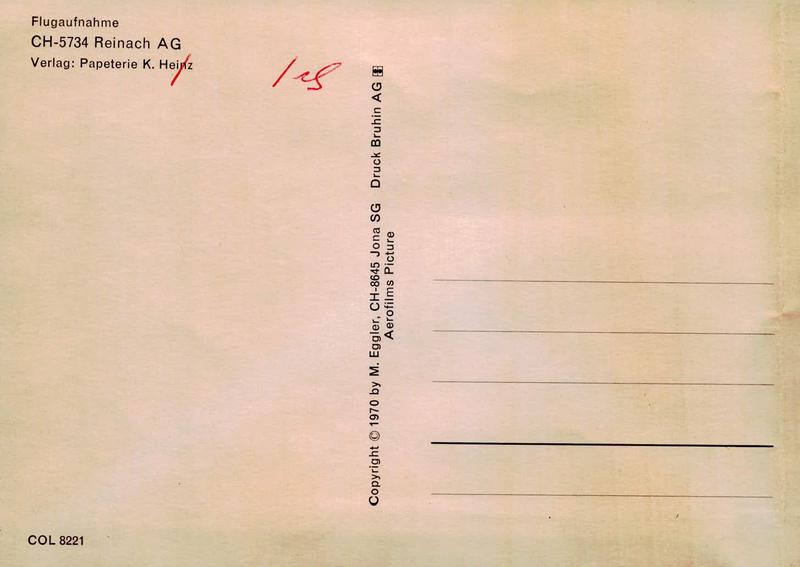 Flugaufnahme
CH-5734 Reinach AG
Verlag: Papeterie K. Heinz
Copyright © 1970 by M. Eggler, CH-8645 Jona SG Druck Bruhin AG
Aerofilms Picture
COL 8221